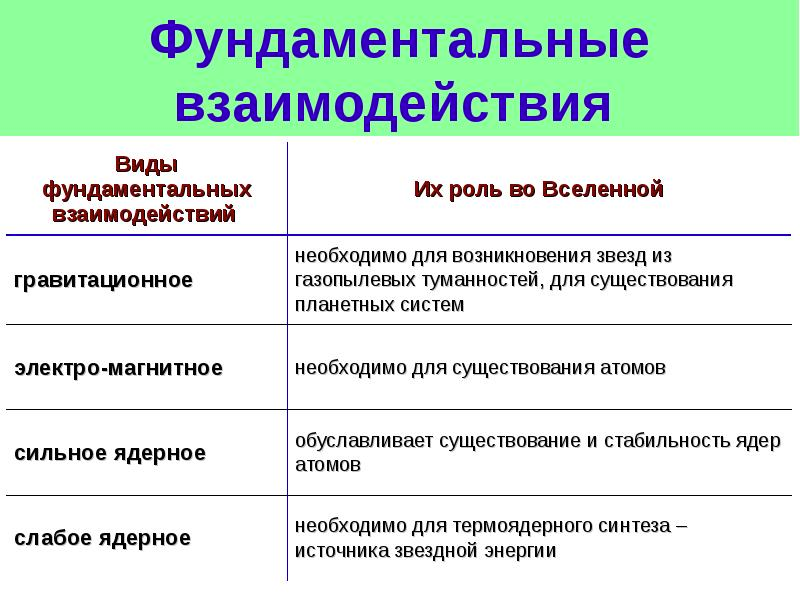 Фундаментальные
взаимодействия
Виды
фундаментальных
взаимодействий
Их роль во Вселенной
гравитационное
необходимо для возникновения звезд из
газопылевых туманностей, для существования
планетных систем
электро-магнитное
необходимо для существования атомов
сильное ядерное
обуславливает существование и стабильность ядер
атомов
слабое ядерное
необходимо для термоядерного синтеза –
источника звездной энергии